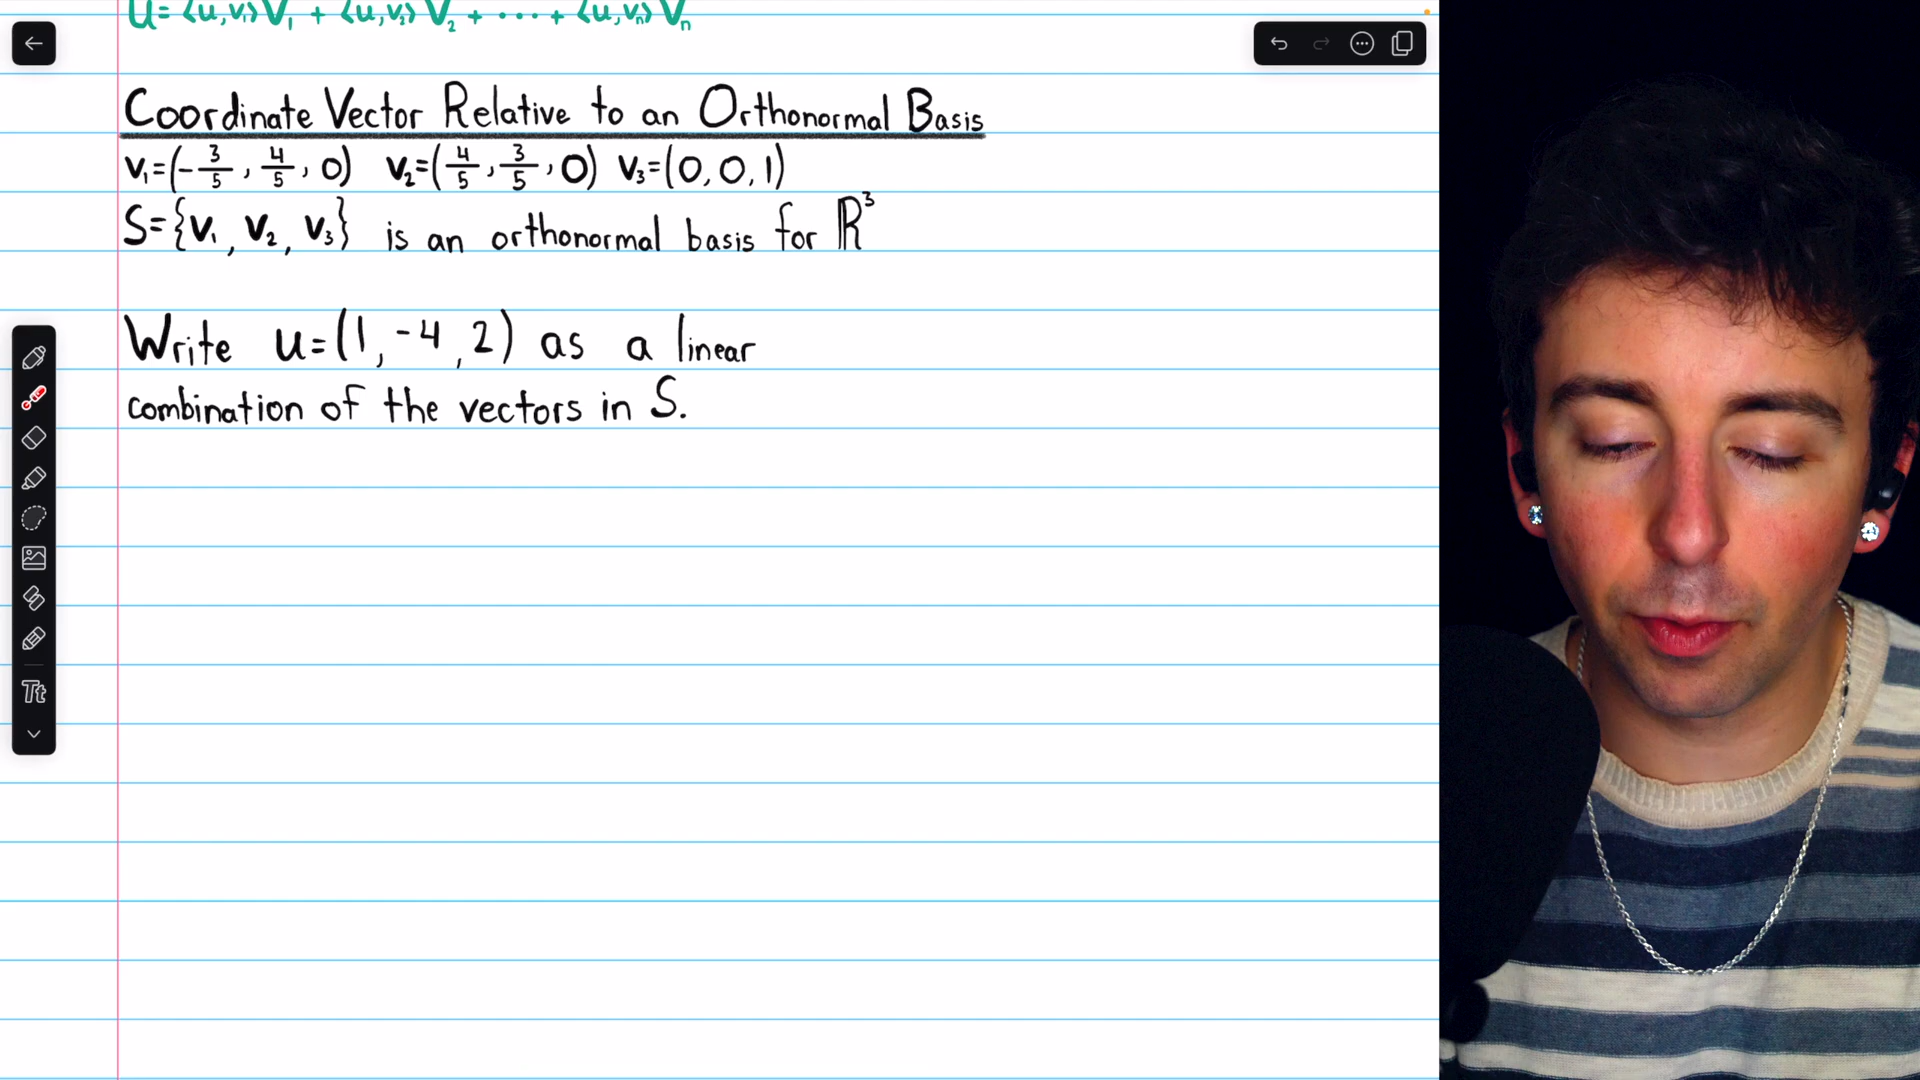 u = ⟨u,v₁⟩v₁ + ⟨u,v₂⟩v₂ + ··· + ⟨u,vₙ⟩vₙ
Coordinate Vector Relative to an Orthonormal Basis
v₁=(-3/5, 4/5, 0) v₂=(4/5, 3/5, 0) v₃=(0, 0, 1)
S={v₁, v₂, v₃} is an orthonormal basis for ℝ³
Write u=(1, -4, 2) as a linear
combination of the vectors in S.
Tt